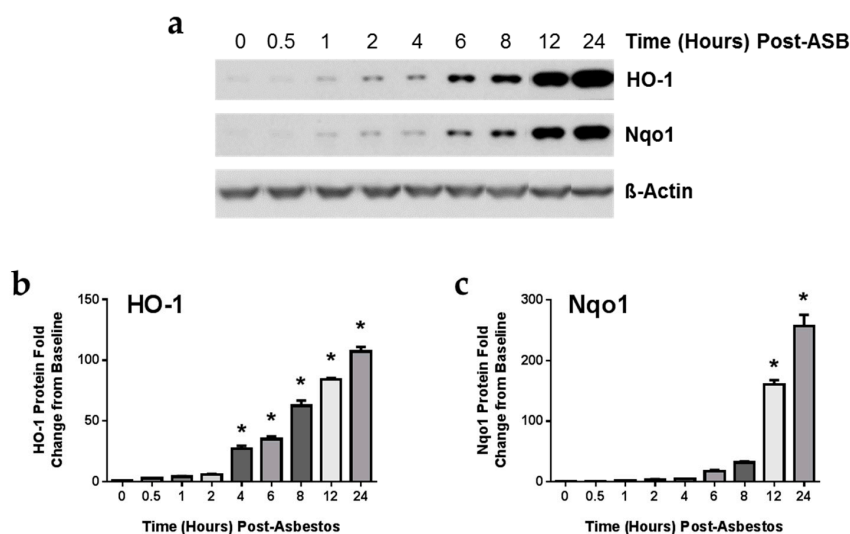 a
0 0.5 1 2 4 6 8 12 24 Time (Hours) Post-ASB
HO-1
Nqo1
ß-Actin
b
HO-1
HO-1 Protein Fold
Change from Baseline
150
100
50
0
* * * * *
0 0.5 1 2 4 6 8 12 24
Time (Hours) Post-Asbestos
c
Nqo1
Nqo1 Protein Fold
Change from Baseline
300
200
100
0
* *
0 0.5 1 2 4 6 8 12 24
Time (Hours) Post-Asbestos